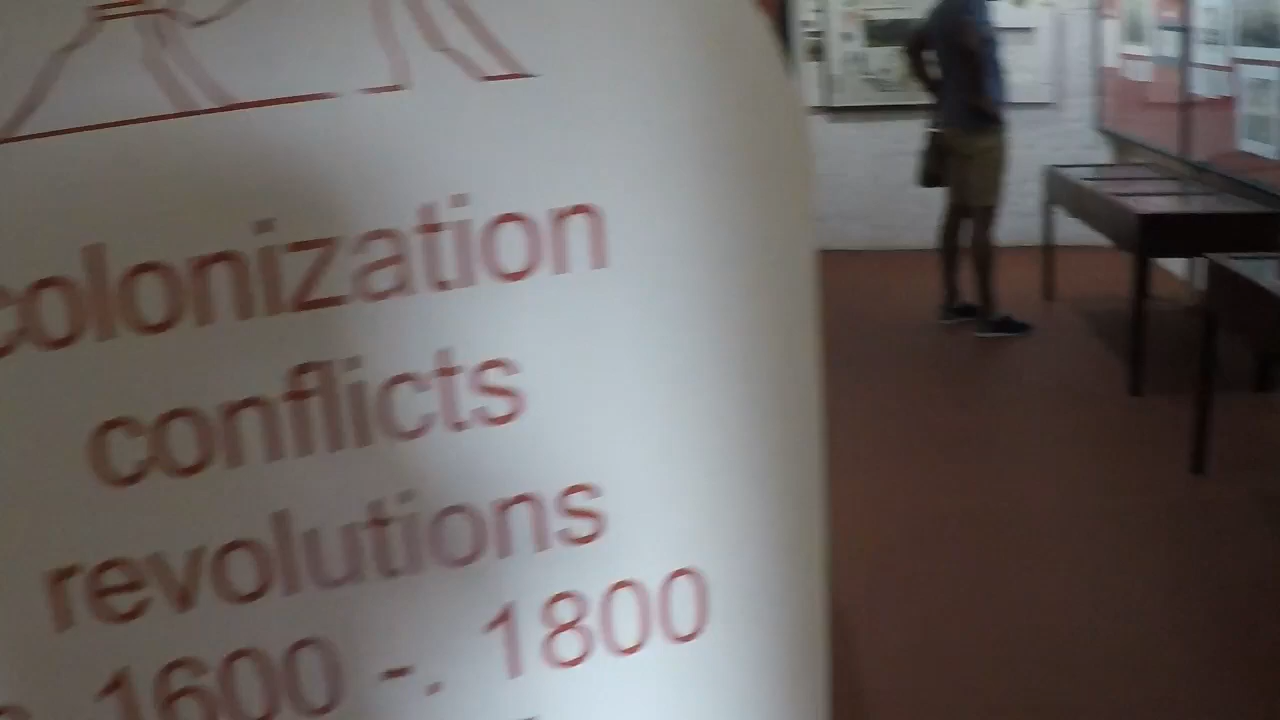 colonization
conflicts
revolutions
c. 1600 -. 1800